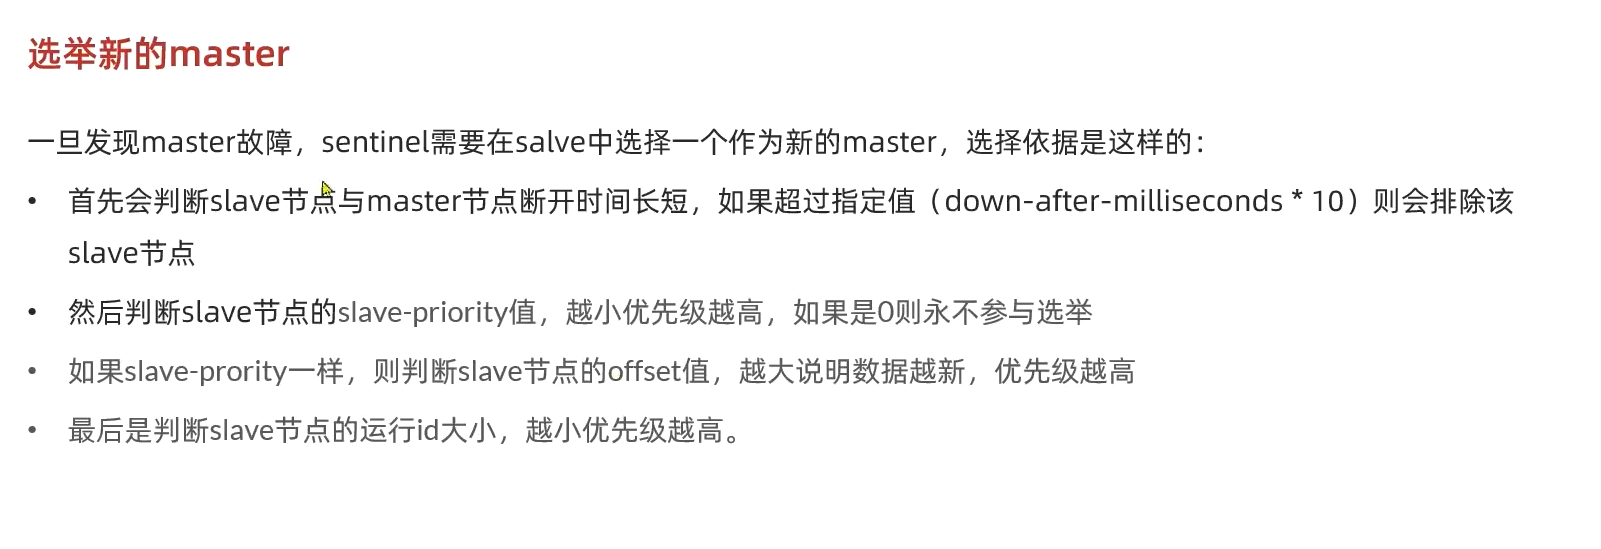 选举新的master
一旦发现master故障，sentinel需要在salve中选择一个作为新的master，选择依据是这样的：
• 首先会判断slave节点与master节点断开时间长短，如果超过指定值（down-after-milliseconds * 10）则会排除该
slave节点
• 然后判断slave节点的slave-priority值，越小优先级越高，如果是0则永不参与选举
• 如果slave-prority一样，则判断slave节点的offset值，越大说明数据越新，优先级越高
• 最后是判断slave节点的运行id大小，越小优先级越高。